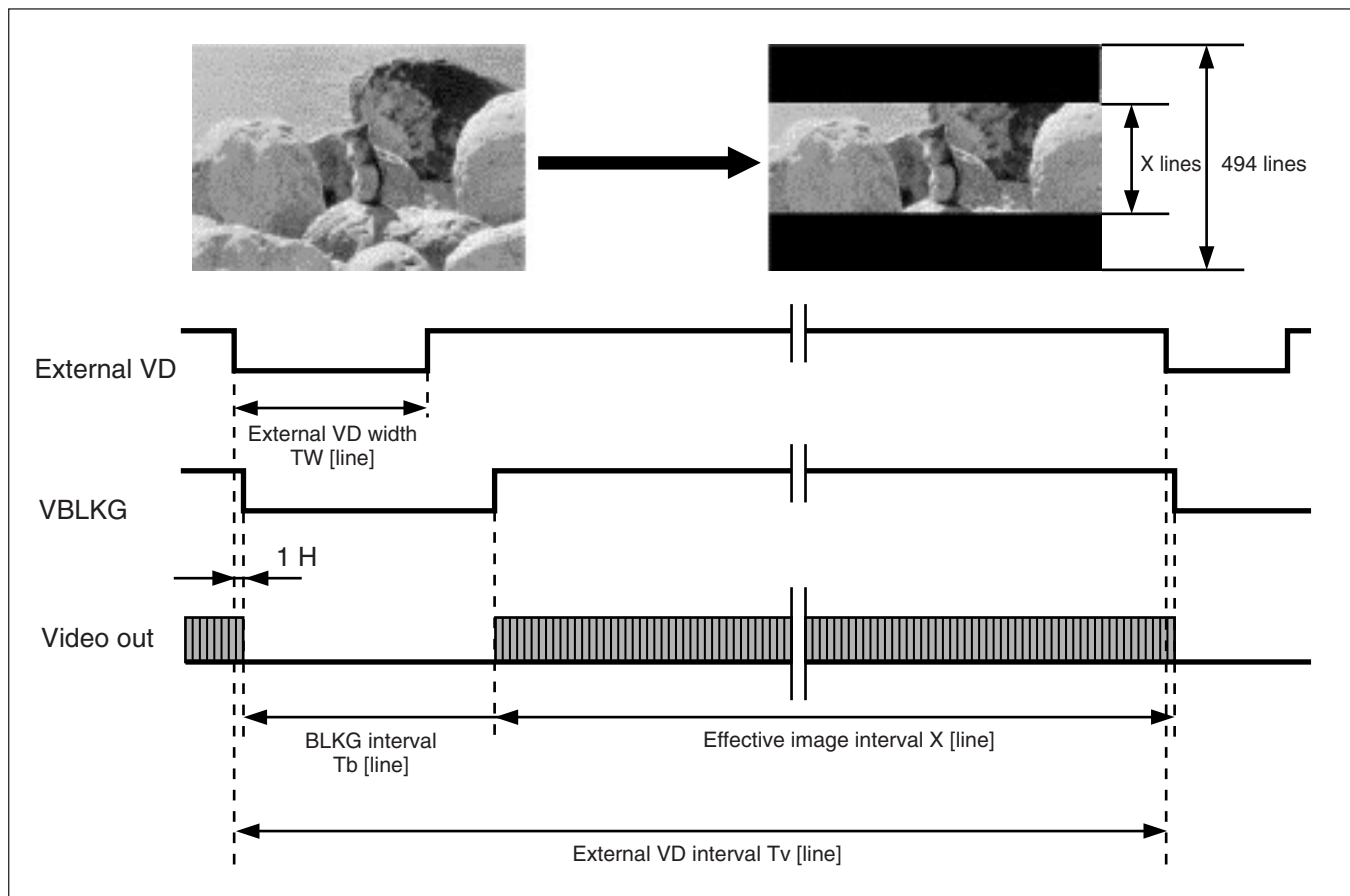 X lines
494 lines
External VD
External VD width
TW [line]
VBLKG
1 H
Video out
BLKG interval
Tb [line]
Effective image interval X [line]
External VD interval Tv [line]